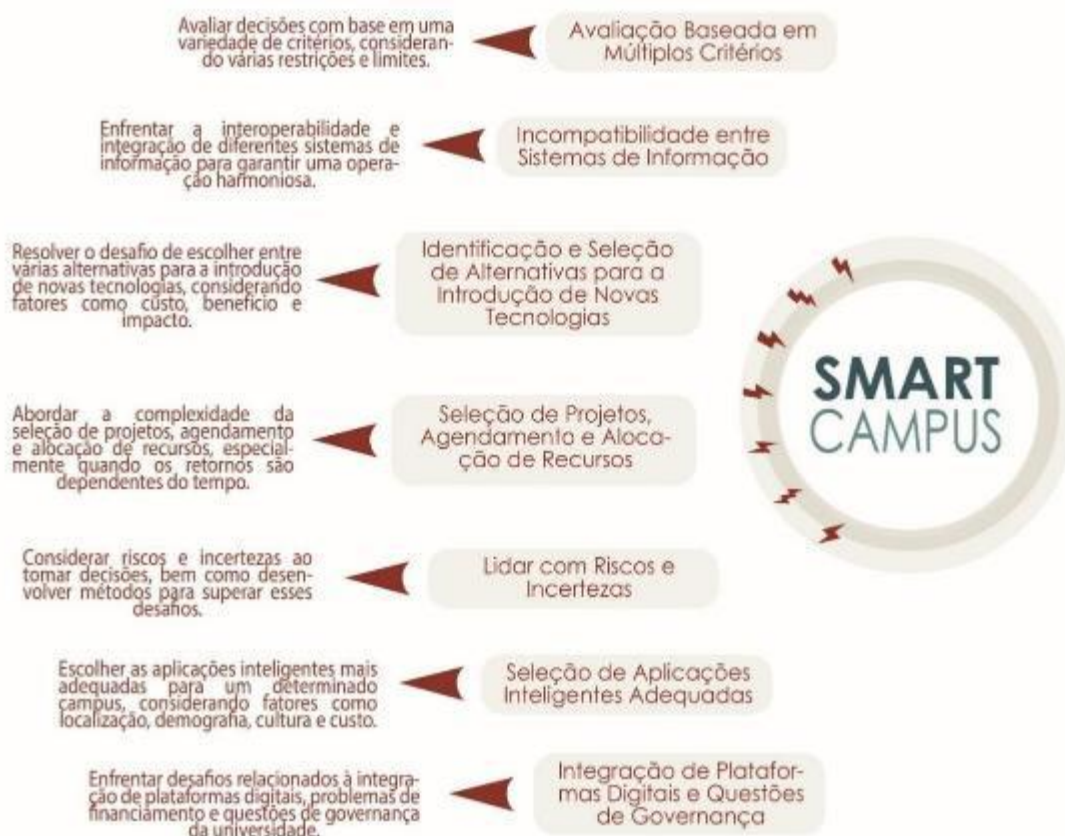 Avaliar decisões com base em uma
variedade de critérios, consideran-
do várias restrições e limites.
Avaliação Baseada em
Múltiplos Critérios
Enfrentar a interoperabilidade e
integração de diferentes sistemas de
informação para garantir uma opera-
ção harmoniosa.
Incompatibilidade entre
Sistemas de Informação
Resolver o desafio de escolher entre
várias alternativas para a introdução
de novas tecnologias, considerando
fatores como custo, benefício e
impacto.
Identificação e Seleção
de Alternativas para a
Introdução de Novas
Tecnologias
SMART
CAMPUS
Abordar a complexidade da
seleção de projetos, agendamento
e alocação de recursos, especial-
mente quando os retornos são
dependentes do tempo.
Seleção de Projetos,
Agendamento e Aloca-
ção de Recursos
Considerar riscos e incertezas ao
tomar decisões, bem como desen-
volver métodos para superar esses
desafios.
Lidar com Riscos e
Incertezas
Escolher as aplicações inteligentes mais
adequadas para um determinado
campus, considerando fatores como
localização, demografia, cultura e custo.
Seleção de Aplicações
Inteligentes Adequadas
Enfrentar desafios relacionados à integra-
ção de plataformas digitais, problemas de
financiamento e questões de governança
da universidade.
Integração de Platafor-
mas Digitais e Questões
de Governança